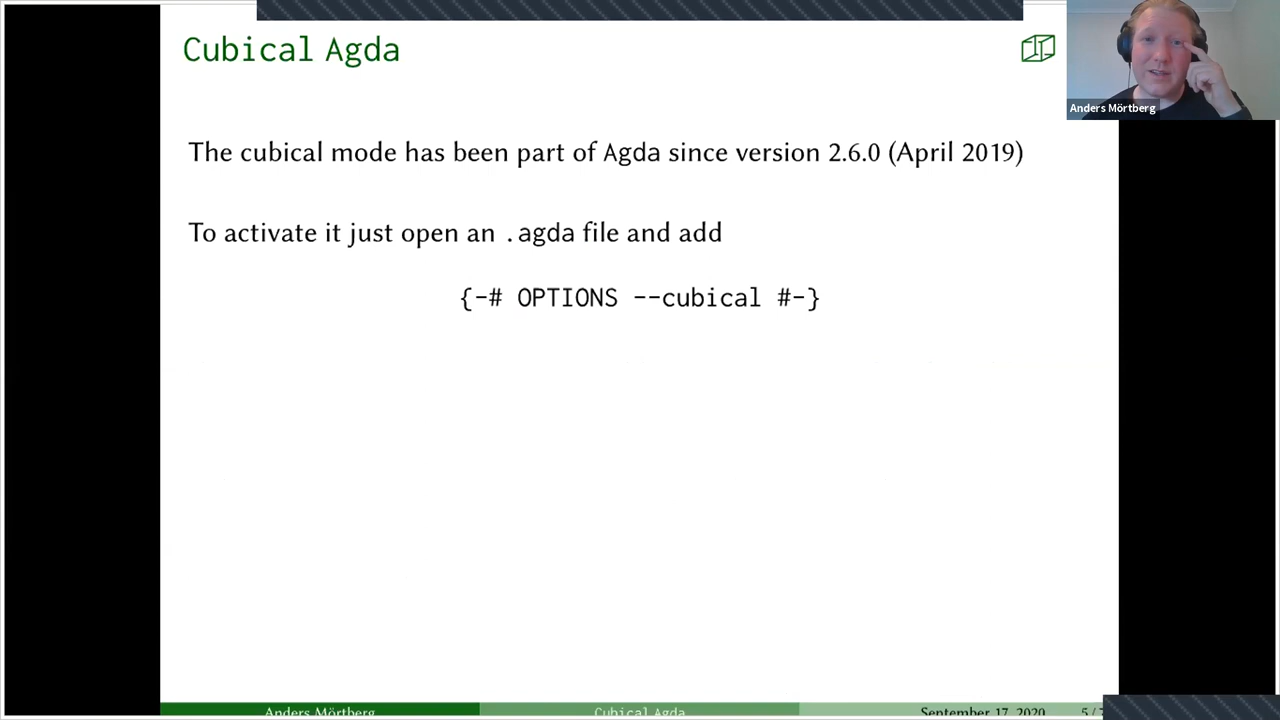 Cubical Agda
Anders Mörtberg
The cubical mode has been part of Agda since version 2.6.0 (April 2019)
To activate it just open an .agda file and add
{-# OPTIONS --cubical #-}
Anders Mörtberg
Cubical Agda
September 17, 2020
5 /